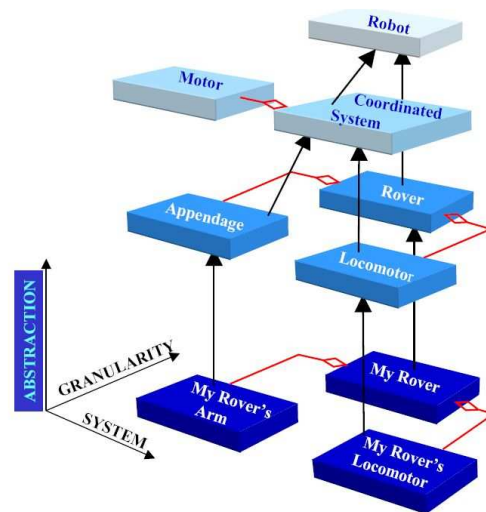 Robot
Motor
Coordinated
System
Rover
Appendage
Locomotor
ABSTRACTION
GRANULARITY
SYSTEM
My Rover's
Arm
My Rover
My Rover's
Locomotor